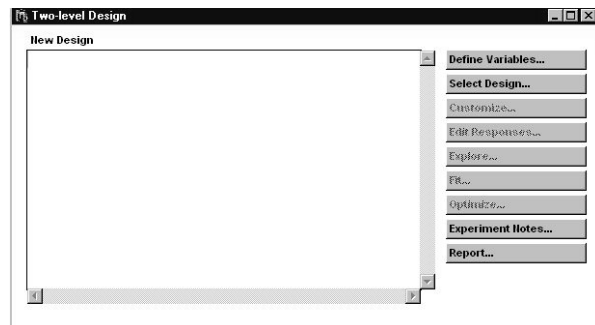 Two-level Design
New Design
Define Variables...
Select Design...
Customize...
Edit Responses...
Explore...
Fit...
Optimize...
Experiment Notes...
Report...